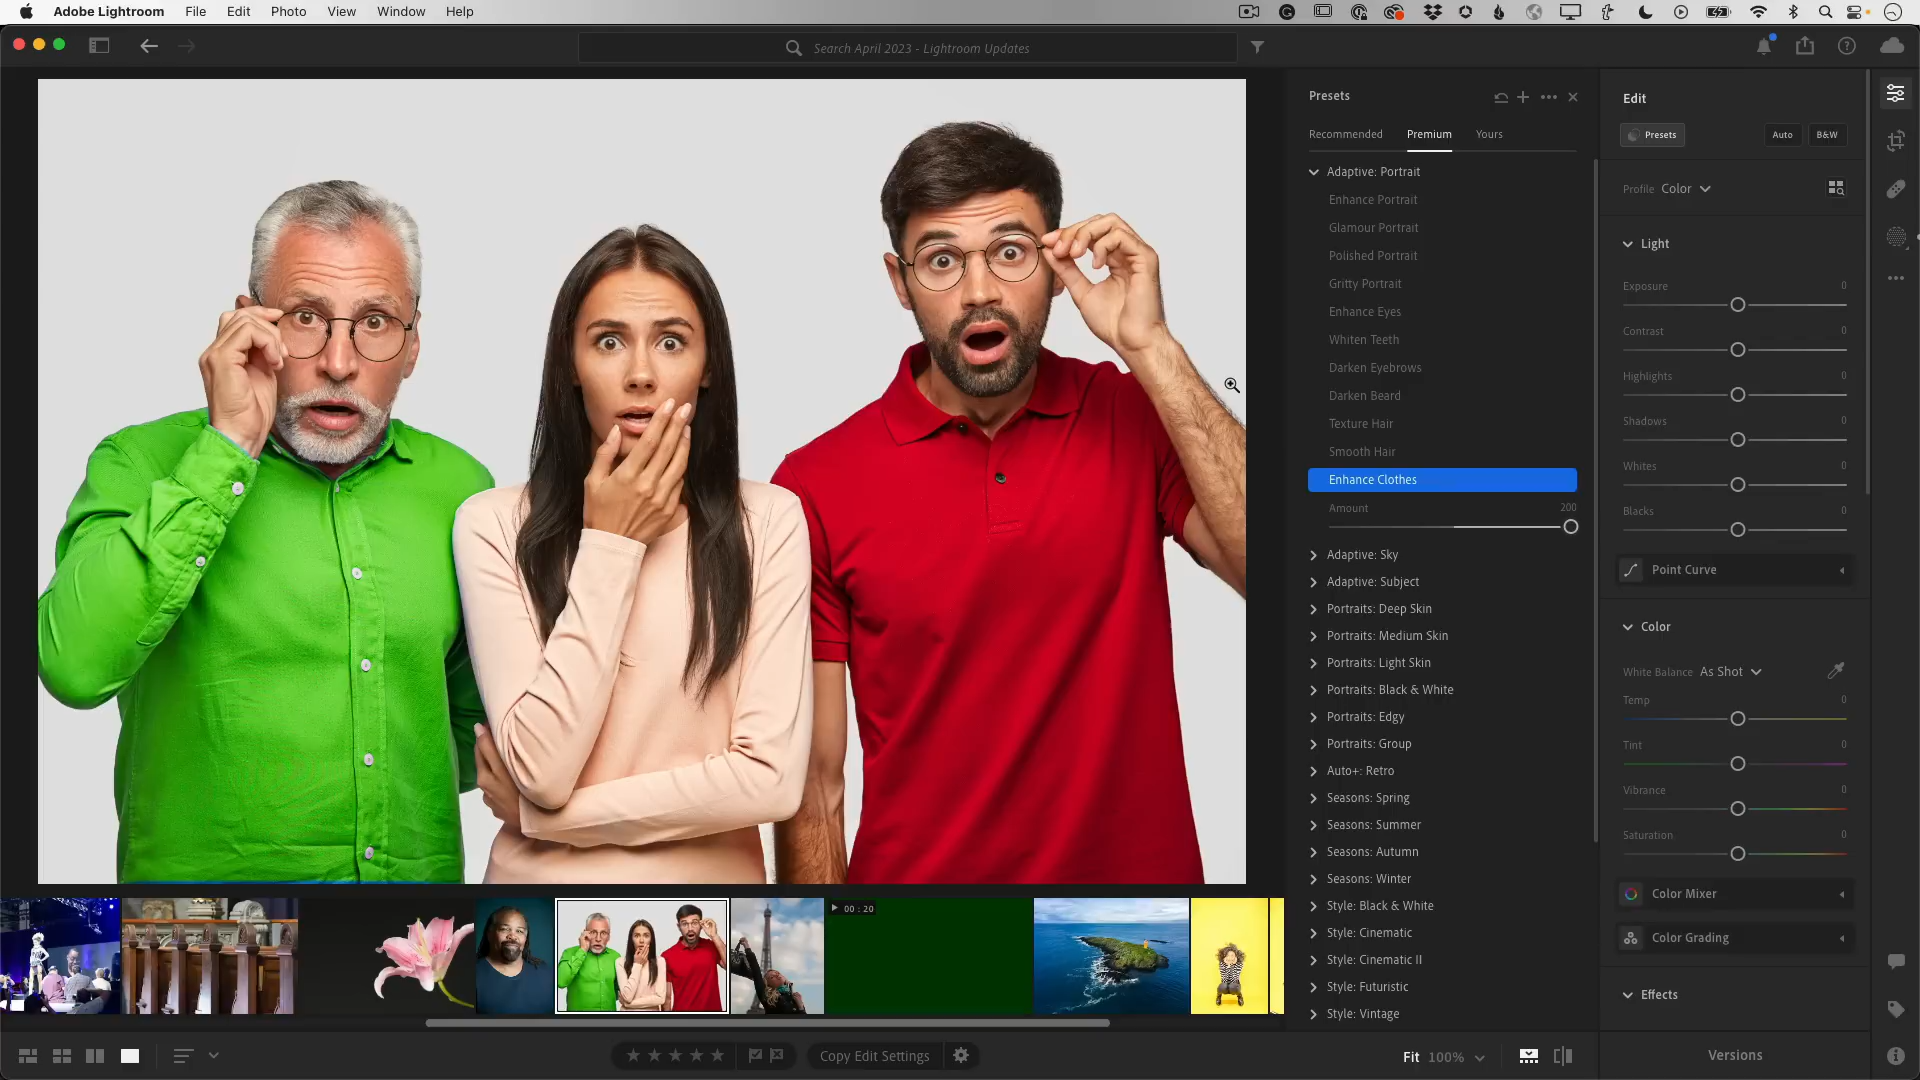 Adobe Lightroom File Edit Photo View Window Help
Search April 2023 - Lightroom Updates
Presets
Recommended Premium Yours
Adaptive: Portrait
Enhance Portrait
Glamour Portrait
Polished Portrait
Gritty Portrait
Enhance Eyes
Whiten Teeth
Darken Eyebrows
Darken Beard
Texture Hair
Smooth Hair
Enhance Clothes
Amount 200
Adaptive: Sky
Adaptive: Subject
Portraits: Deep Skin
Portraits: Medium Skin
Portraits: Light Skin
Portraits: Black & White
Portraits: Edgy
Portraits: Group
Auto+: Retro
Seasons: Spring
Seasons: Summer
Seasons: Autumn
Seasons: Winter
Style: Black & White
Style: Cinematic
Style: Cinematic II
Style: Futuristic
Style: Vintage
Edit
Presets Auto B&W
Profile Color
Light
Exposure 0
Contrast 0
Highlights 0
Shadows 0
Whites 0
Blacks 0
Point Curve
Color
White Balance As Shot
Temp 0
Tint 0
Vibrance 0
Saturation 0
Color Mixer
Color Grading
Effects
00 : 20
Copy Edit Settings
Fit 100%
Versions